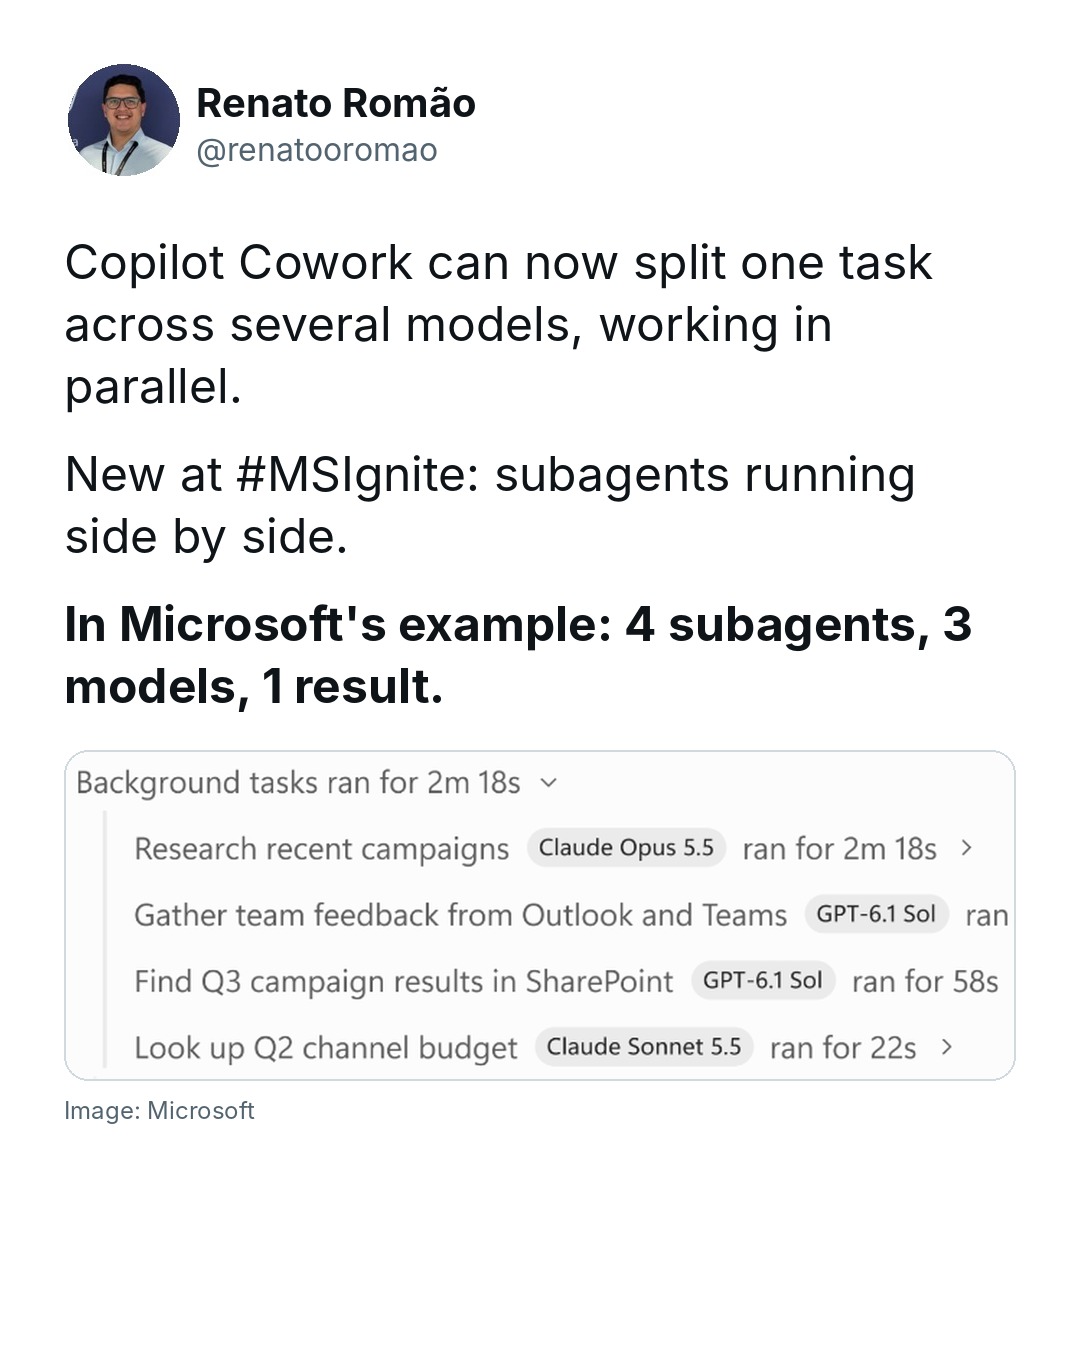 Renato Romão
@renatooromao
Copilot Cowork can now split one task
across several models, working in
parallel.
New at #MSIgnite: subagents running
side by side.
In Microsoft's example: 4 subagents, 3
models, 1 result.
Background tasks ran for 2m 18s
Research recent campaigns Claude Opus 5.5 ran for 2m 18s
Gather team feedback from Outlook and Teams GPT-6.1 Sol ran
Find Q3 campaign results in SharePoint GPT-6.1 Sol ran for 58s
Look up Q2 channel budget Claude Sonnet 5.5 ran for 22s
Image: Microsoft